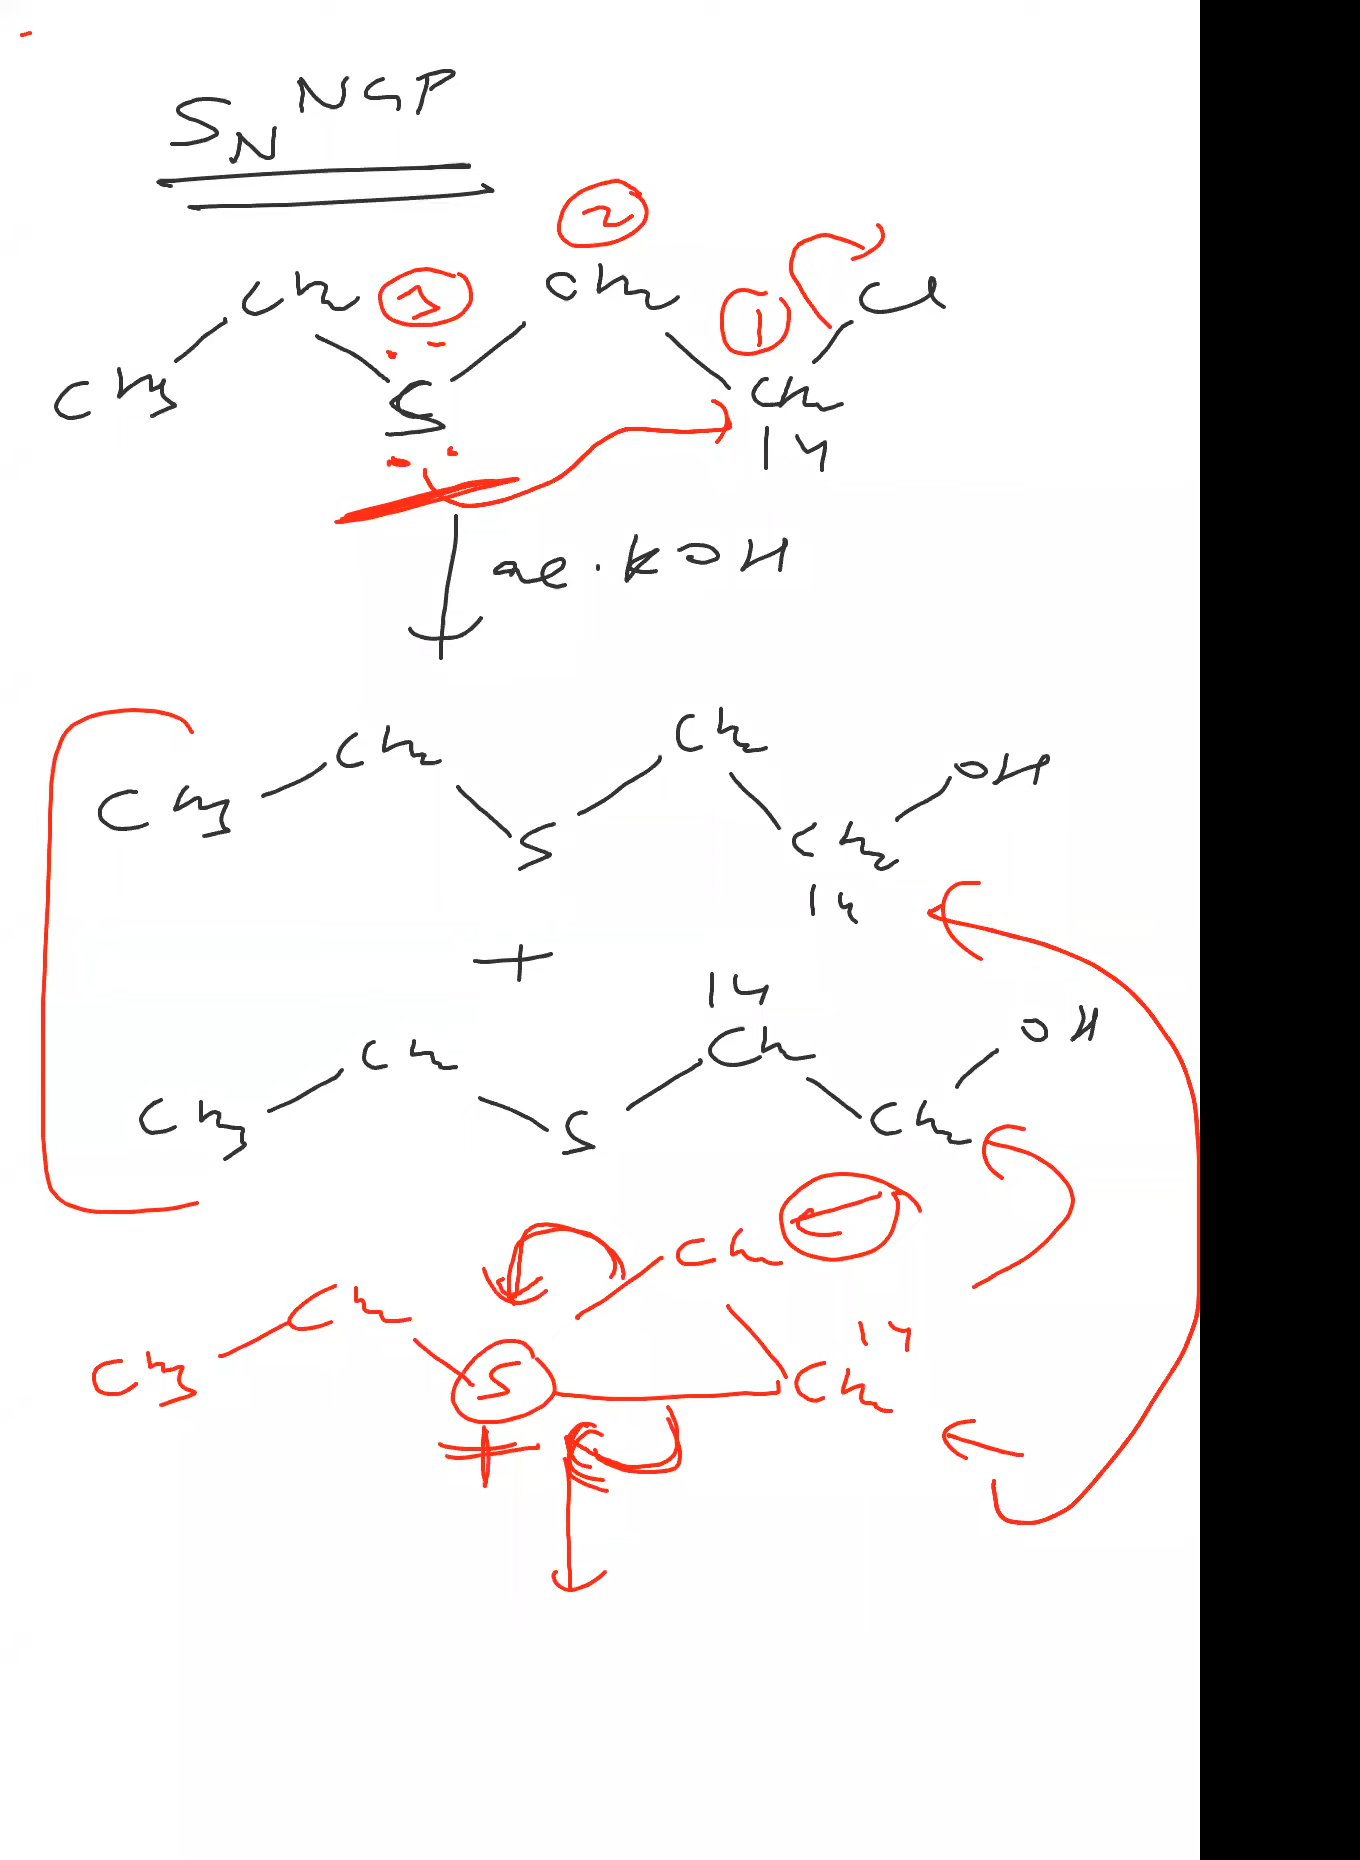 SN NGP
2
CH2 3 CH2 1 Cl
CH3 S CH2
14
aq. KOH
CH2 CH2 OH
CH3 S CH2
14
+
14
CH2 CH2 OH
CH3 S CH2
CH2
CH2 14
CH3 S CH2
+